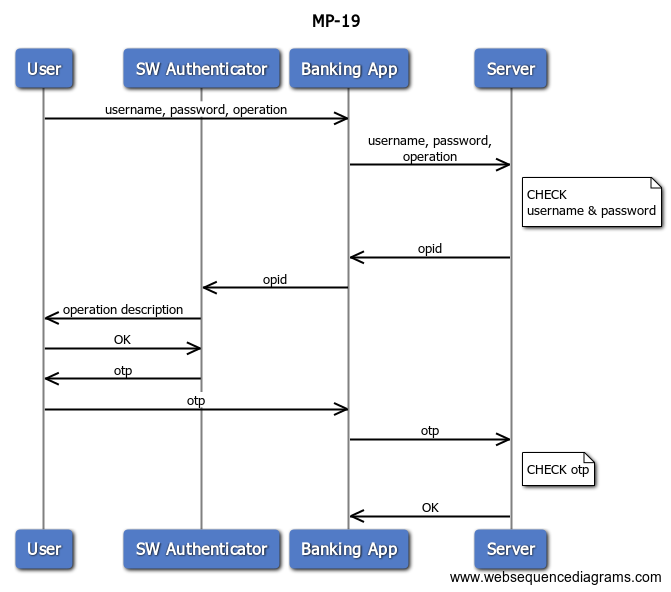 MP-19
User
SW Authenticator
Banking App
Server
username, password, operation
username, password,
operation
CHECK
username & password
opid
opid
operation description
OK
otp
otp
otp
CHECK otp
OK
User
SW Authenticator
Banking App
Server
www.websequencediagrams.com